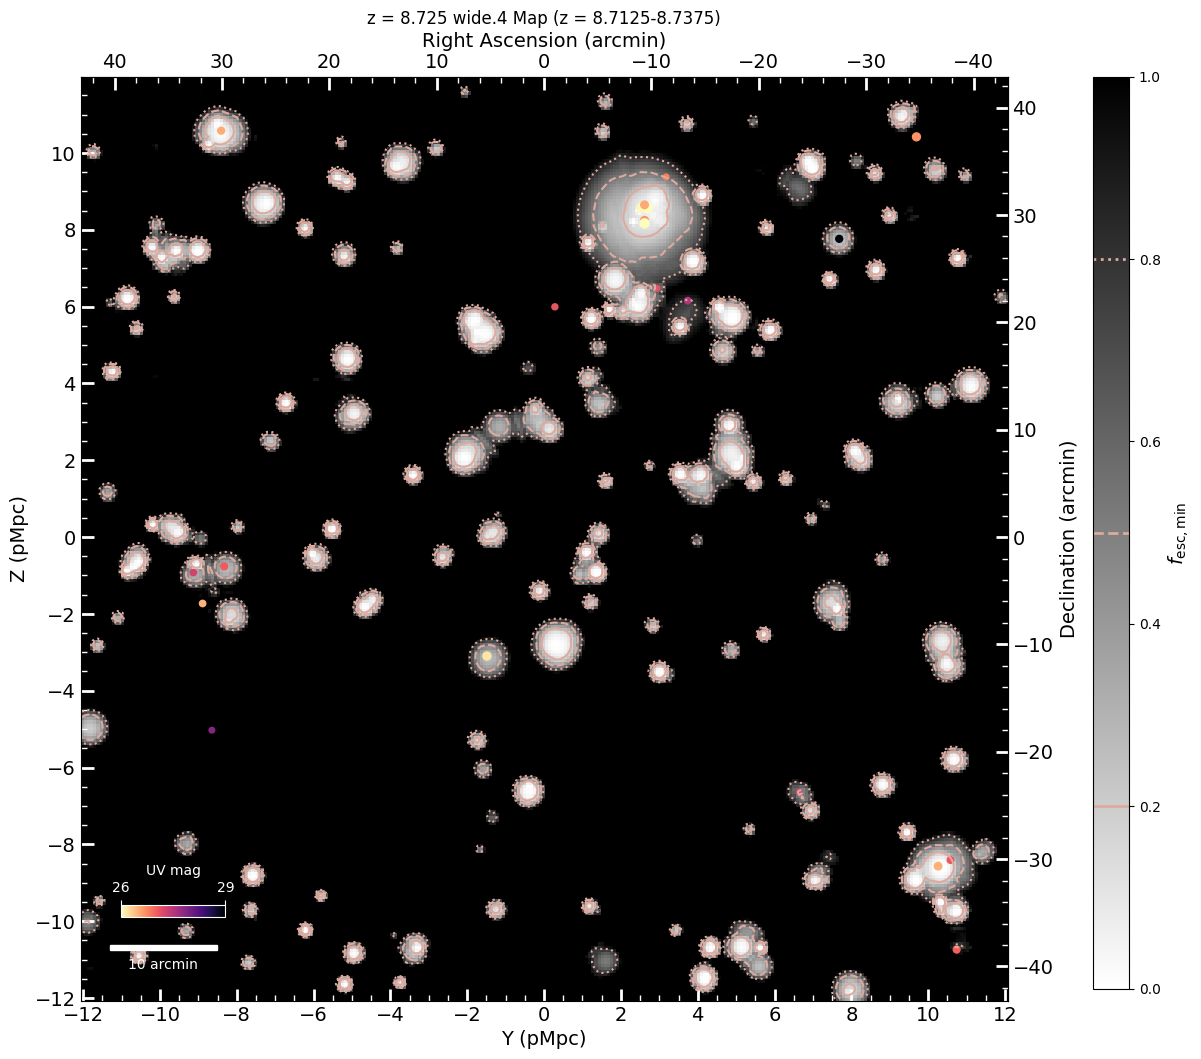 z = 8.725 wide.4 Map (z = 8.7125-8.7375)
Right Ascension (arcmin)
40 30 20 10 0 −10 −20 −30 −40
10
8
6
4
2
0
−2
−4
−6
−8
−10
−12
Z (pMpc)
−12 −10 −8 −6 −4 −2 0 2 4 6 8 10 12
Y (pMpc)
UV mag
26 29
10 arcmin
40
30
20
10
0
−10
−20
−30
−40
Declination (arcmin)
1.0
0.8
0.6
0.4
0.2
0.0
fesc,min